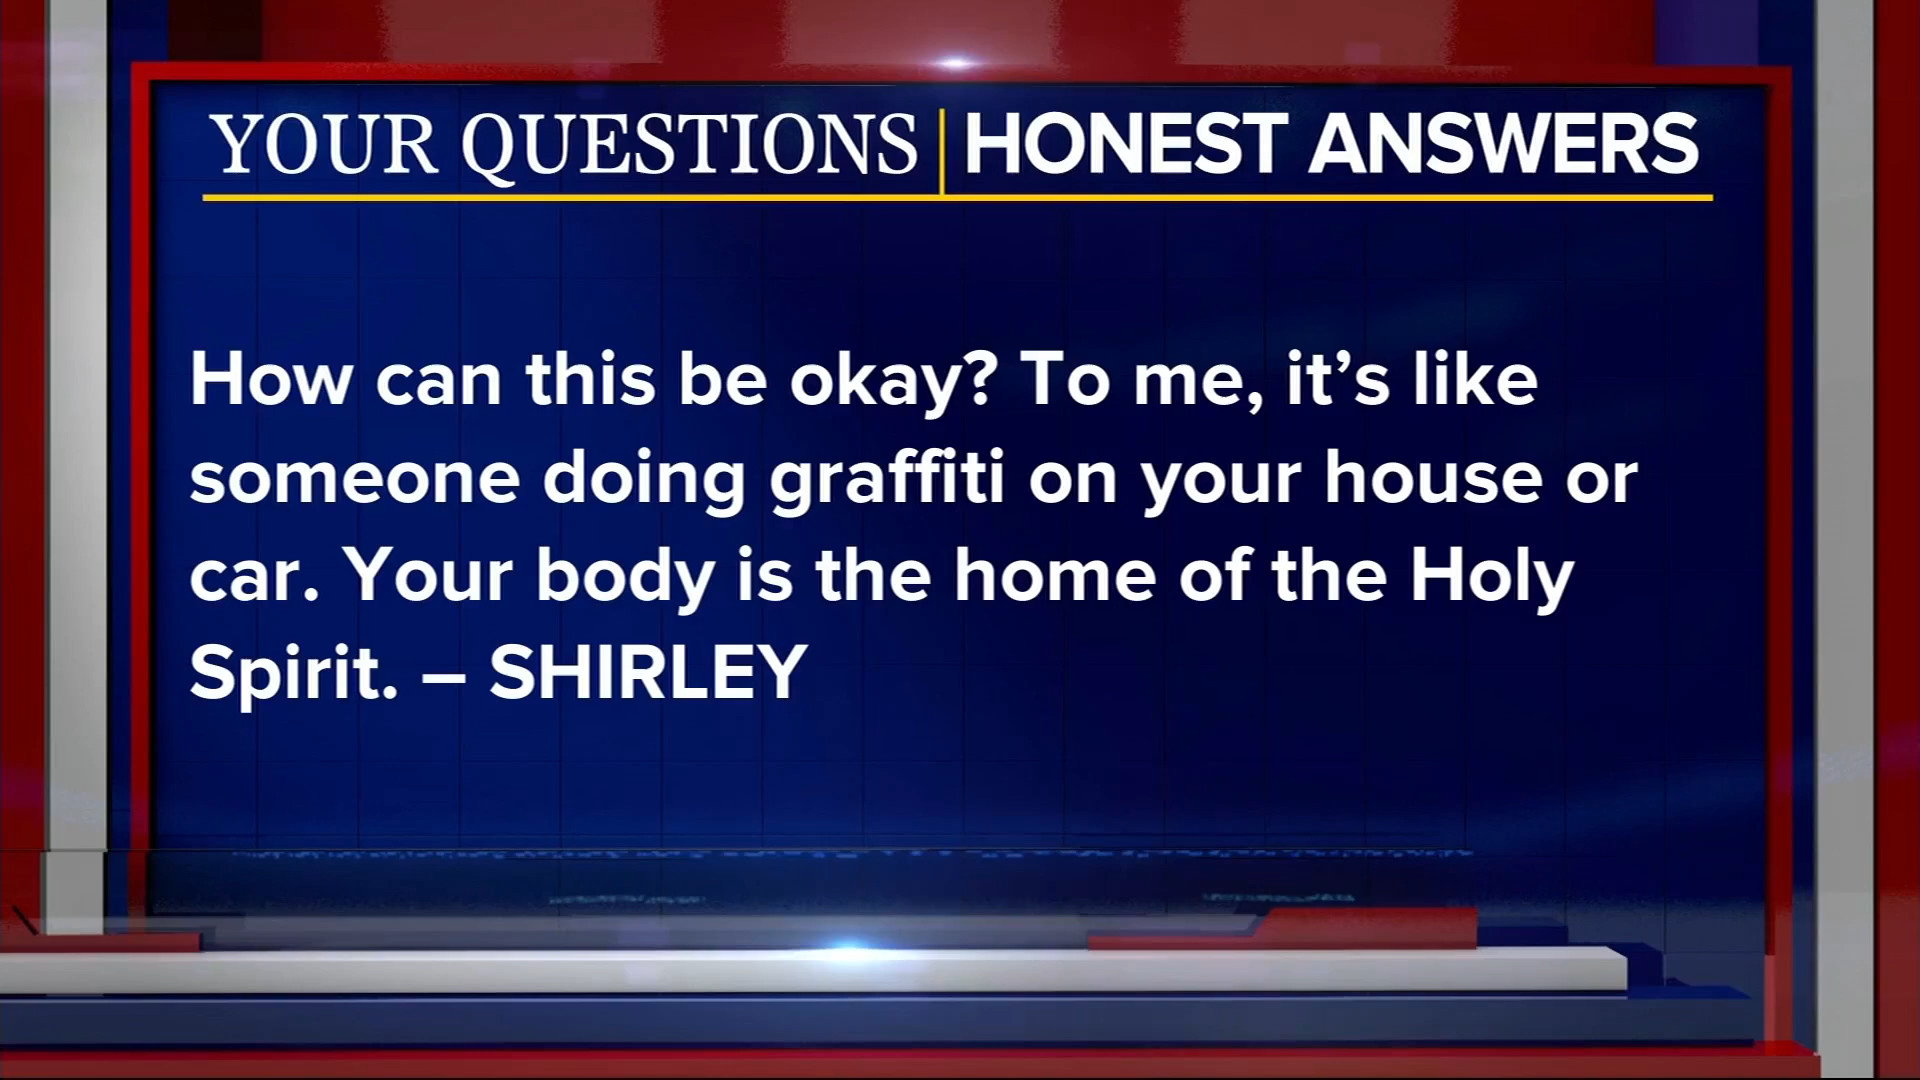 YOUR QUESTIONS | HONEST ANSWERS
How can this be okay? To me, it’s like
someone doing graffiti on your house or
car. Your body is the home of the Holy
Spirit. – SHIRLEY